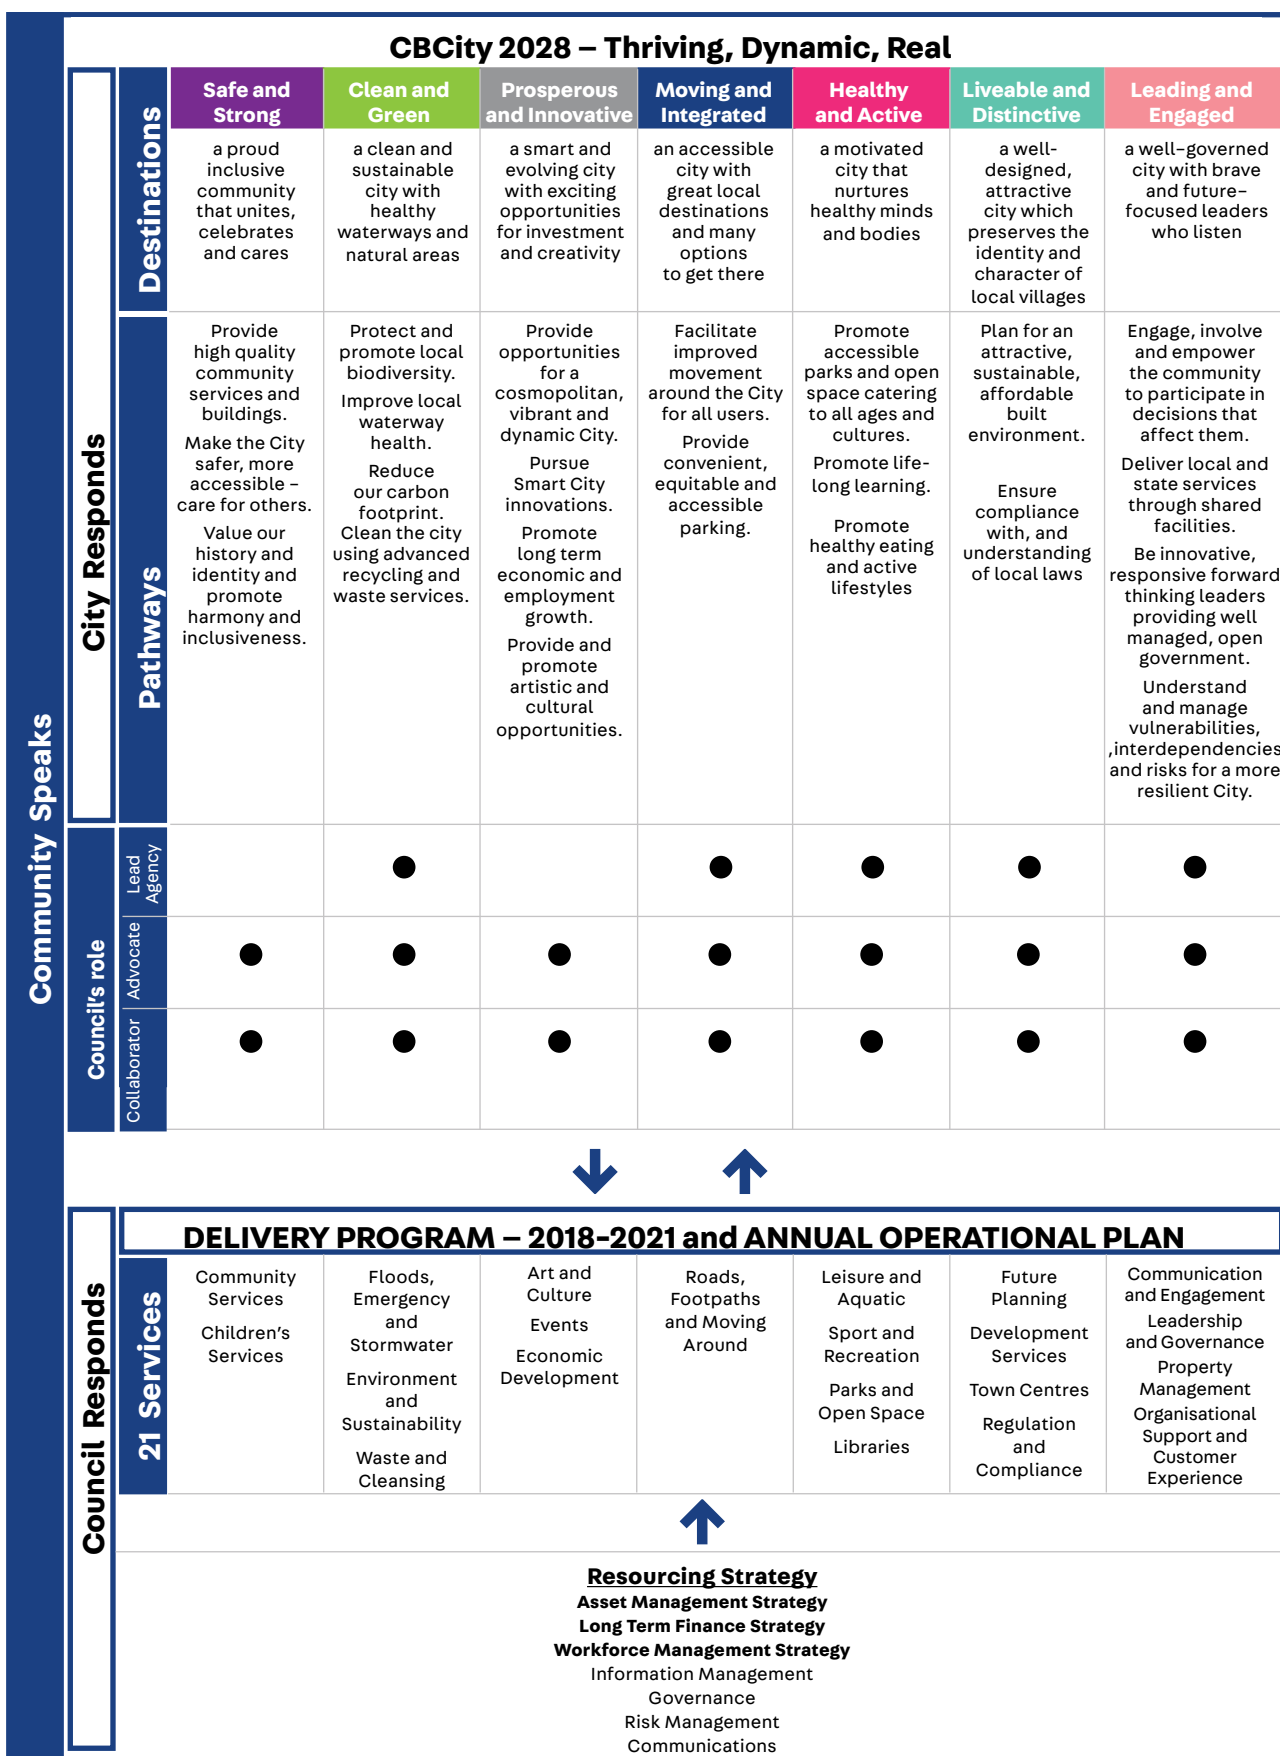 CBCity 2028 – Thriving, Dynamic, Real
Community Speaks
City Responds
Destinations
Safe and
Strong
Clean and
Green
Prosperous
and Innovative
Moving and
Integrated
Healthy
and Active
Liveable and
Distinctive
Leading and
Engaged
a proud
inclusive
community
that unites,
celebrates
and cares
a clean and
sustainable
city with
healthy
waterways and
natural areas
a smart and
evolving city
with exciting
opportunities
for investment
and creativity
an accessible
city with
great local
destinations
and many
options
to get there
a motivated
city that
nurtures
healthy minds
and bodies
a well-
designed,
attractive
city which
preserves the
identity and
character of
local villages
a well-governed
city with brave
and future-
focused leaders
who listen
Pathways
Provide
high quality
community
services and
buildings.
Make the City
safer, more
accessible –
care for others.
Value our
history and
identity and
promote
harmony and
inclusiveness.
Protect and
promote local
biodiversity.
Improve local
waterway
health.
Reduce
our carbon
footprint.
Clean the city
using advanced
recycling and
waste services.
Provide
opportunities
for a
cosmopolitan,
vibrant and
dynamic City.
Pursue
Smart City
innovations.
Promote
long term
economic and
employment
growth.
Provide and
promote
artistic and
cultural
opportunities.
Facilitate
improved
movement
around the City
for all users.
Provide
convenient,
equitable and
accessible
parking.
Promote
accessible
parks and open
space catering
to all ages and
cultures.
Promote life-
long learning.
Promote
healthy eating
and active
lifestyles
Plan for an
attractive,
sustainable,
affordable
built
environment.
Ensure
compliance
with, and
understanding
of local laws
Engage, involve
and empower
the community
to participate in
decisions that
affect them.
Deliver local and
state services
through shared
facilities.
Be innovative,
responsive forward
thinking leaders
providing well
managed, open
government.
Understand
and manage
vulnerabilities,
,interdependencies
and risks for a more
resilient City.
Council's role
Lead
Agency
Advocate
Collaborator
Council Responds
DELIVERY PROGRAM – 2018-2021 and ANNUAL OPERATIONAL PLAN
21 Services
Community
Services
Children's
Services
Floods,
Emergency
and
Stormwater
Environment
and
Sustainability
Waste and
Cleansing
Art and
Culture
Events
Economic
Development
Roads,
Footpaths
and Moving
Around
Leisure and
Aquatic
Sport and
Recreation
Parks and
Open Space
Libraries
Future
Planning
Development
Services
Town Centres
Regulation
and
Compliance
Communication
and Engagement
Leadership
and Governance
Property
Management
Organisational
Support and
Customer
Experience
Resourcing Strategy
Asset Management Strategy
Long Term Finance Strategy
Workforce Management Strategy
Information Management
Governance
Risk Management
Communications